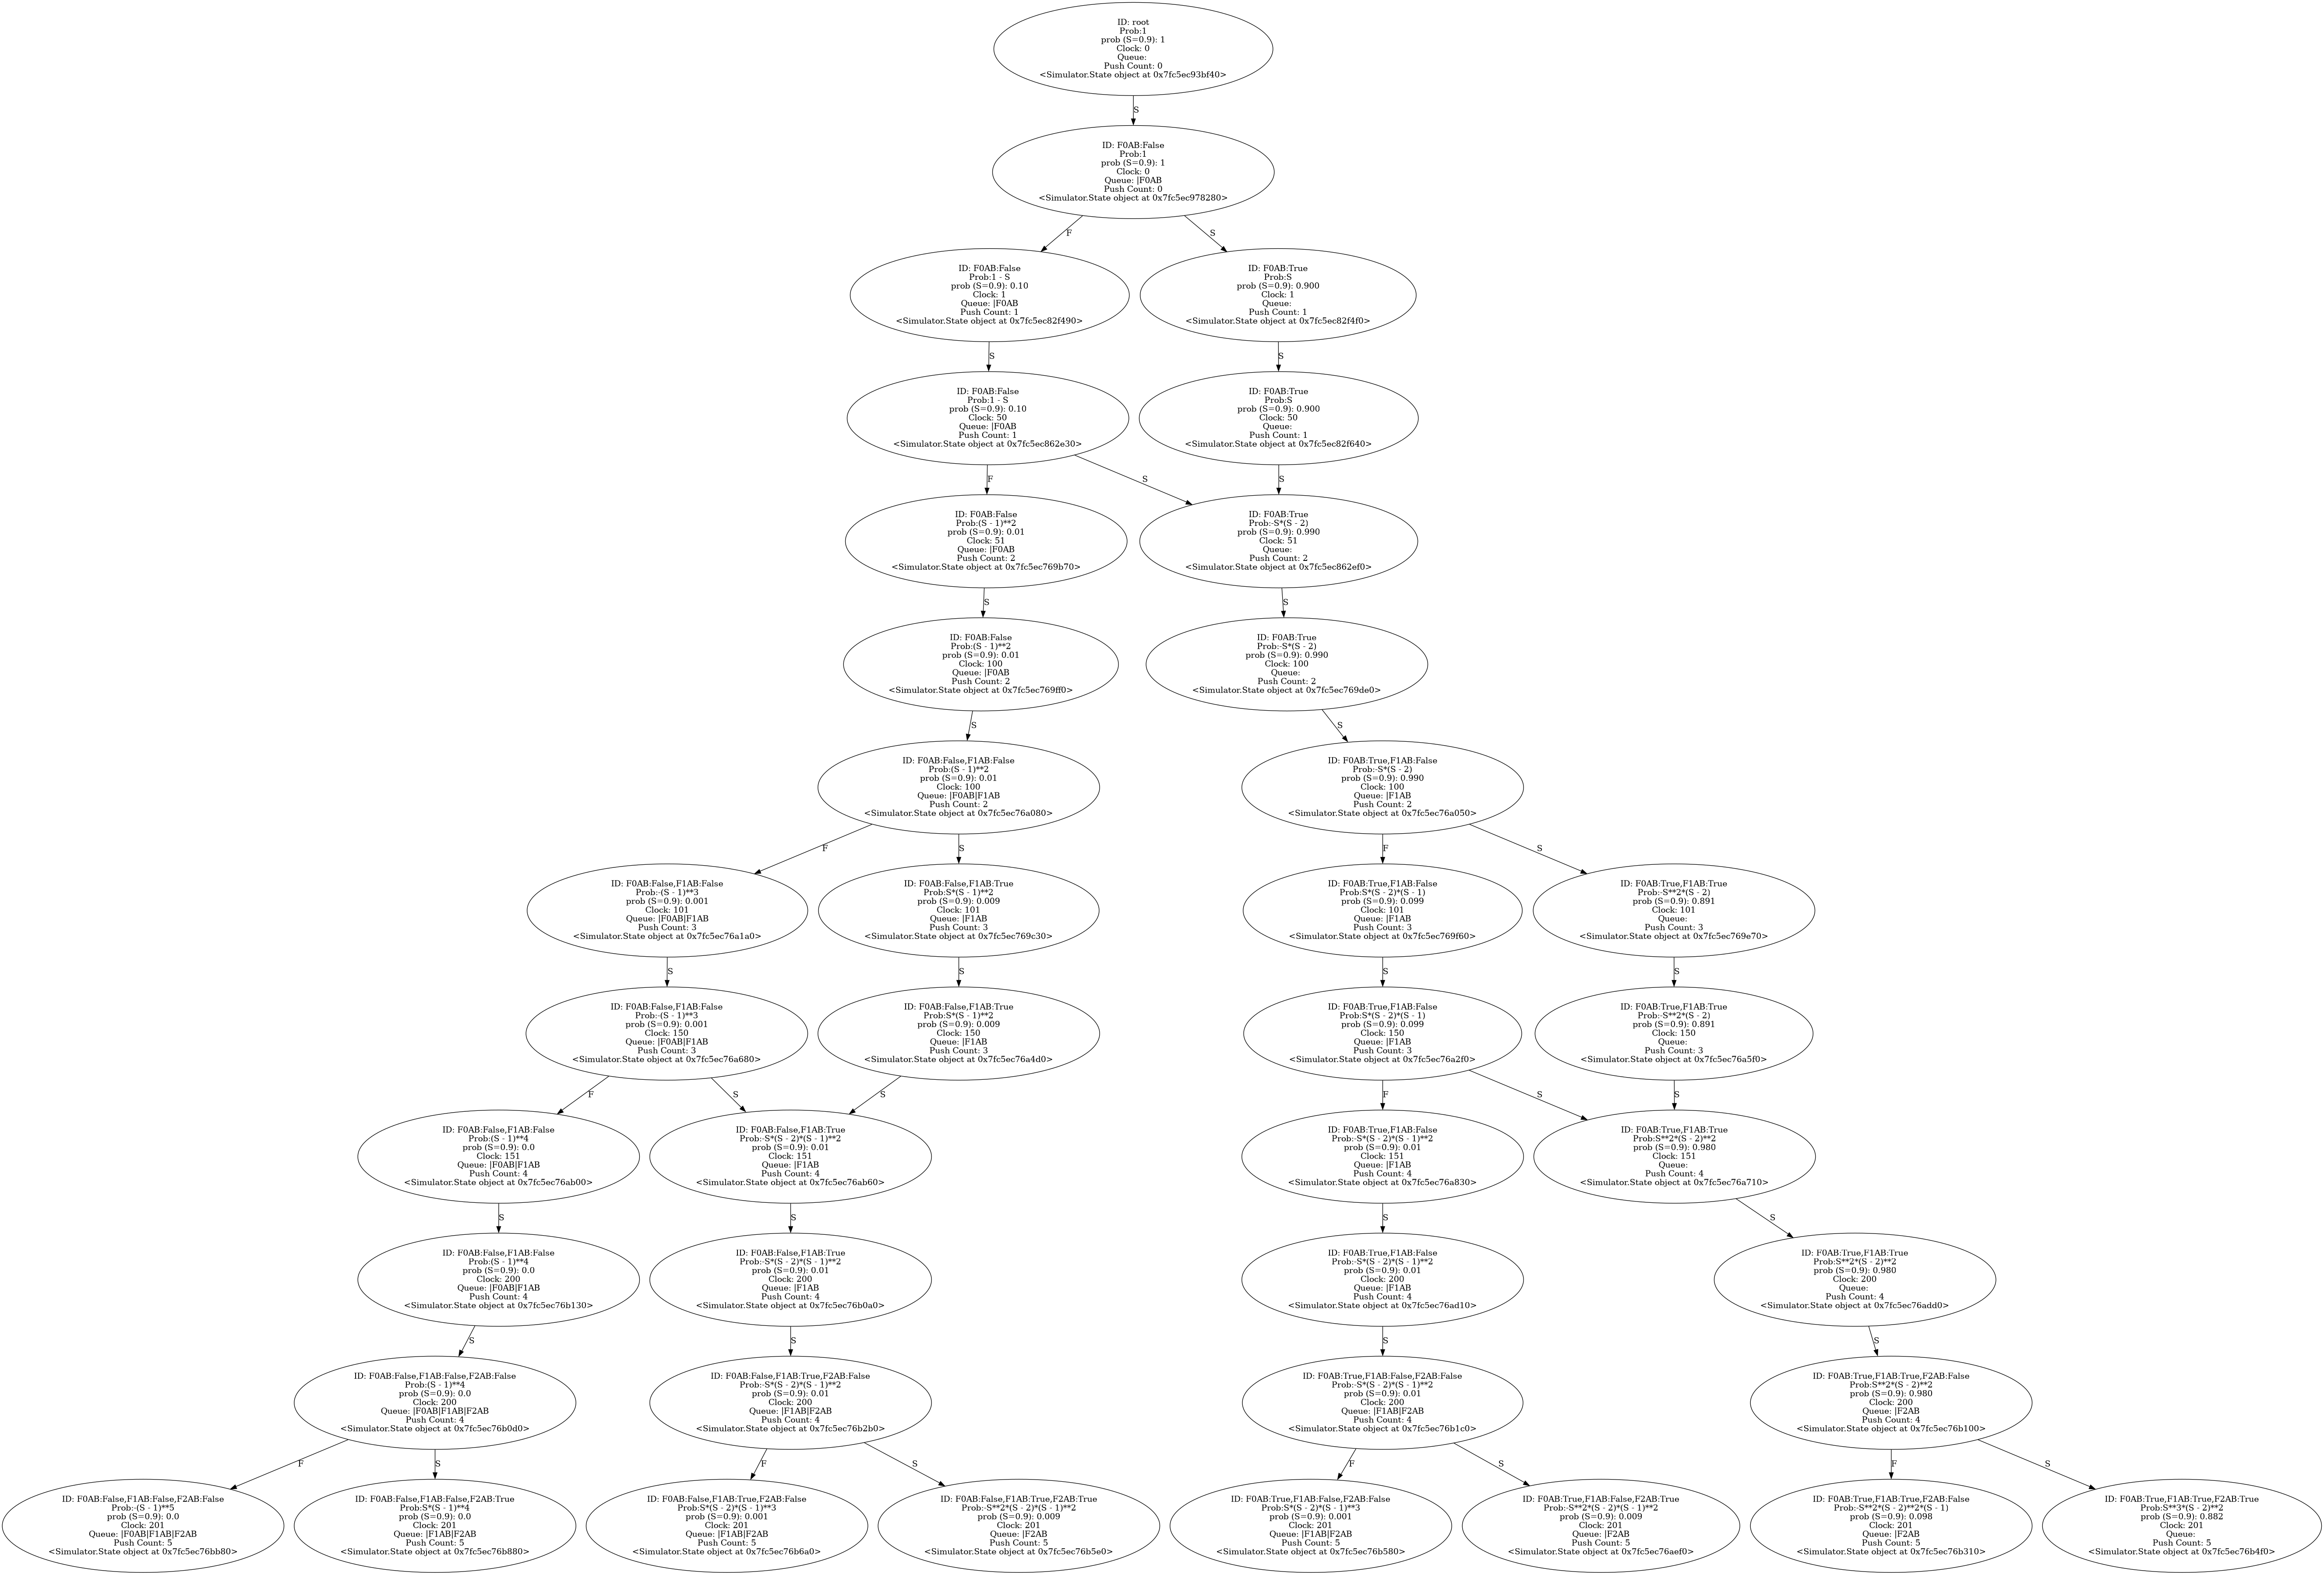 ID: root
Prob:1
prob (S=0.9): 1
Clock: 0
Queue:
Push Count: 0
<Simulator.State object at 0x7fc5ec93bf40>
S
ID: F0AB:False
Prob:1
prob (S=0.9): 1
Clock: 0
Queue: |F0AB
Push Count: 0
<Simulator.State object at 0x7fc5ec978280>
F
S
ID: F0AB:False
Prob:1 - S
prob (S=0.9): 0.10
Clock: 1
Queue: |F0AB
Push Count: 1
<Simulator.State object at 0x7fc5ec82f490>
ID: F0AB:True
Prob:S
prob (S=0.9): 0.900
Clock: 1
Queue:
Push Count: 1
<Simulator.State object at 0x7fc5ec82f4f0>
S
S
ID: F0AB:False
Prob:1 - S
prob (S=0.9): 0.10
Clock: 50
Queue: |F0AB
Push Count: 1
<Simulator.State object at 0x7fc5ec862e30>
ID: F0AB:True
Prob:S
prob (S=0.9): 0.900
Clock: 50
Queue:
Push Count: 1
<Simulator.State object at 0x7fc5ec82f640>
F
S
S
ID: F0AB:False
Prob:(S - 1)**2
prob (S=0.9): 0.01
Clock: 51
Queue: |F0AB
Push Count: 2
<Simulator.State object at 0x7fc5ec769b70>
ID: F0AB:True
Prob:-S*(S - 2)
prob (S=0.9): 0.990
Clock: 51
Queue:
Push Count: 2
<Simulator.State object at 0x7fc5ec862ef0>
S
S
ID: F0AB:False
Prob:(S - 1)**2
prob (S=0.9): 0.01
Clock: 100
Queue: |F0AB
Push Count: 2
<Simulator.State object at 0x7fc5ec769ff0>
ID: F0AB:True
Prob:-S*(S - 2)
prob (S=0.9): 0.990
Clock: 100
Queue:
Push Count: 2
<Simulator.State object at 0x7fc5ec769de0>
S
S
ID: F0AB:False,F1AB:False
Prob:(S - 1)**2
prob (S=0.9): 0.01
Clock: 100
Queue: |F0AB|F1AB
Push Count: 2
<Simulator.State object at 0x7fc5ec76a080>
ID: F0AB:True,F1AB:False
Prob:-S*(S - 2)
prob (S=0.9): 0.990
Clock: 100
Queue: |F1AB
Push Count: 2
<Simulator.State object at 0x7fc5ec76a050>
F
S
F
S
ID: F0AB:False,F1AB:False
Prob:-(S - 1)**3
prob (S=0.9): 0.001
Clock: 101
Queue: |F0AB|F1AB
Push Count: 3
<Simulator.State object at 0x7fc5ec76a1a0>
ID: F0AB:False,F1AB:True
Prob:S*(S - 1)**2
prob (S=0.9): 0.009
Clock: 101
Queue: |F1AB
Push Count: 3
<Simulator.State object at 0x7fc5ec769c30>
ID: F0AB:True,F1AB:False
Prob:S*(S - 2)*(S - 1)
prob (S=0.9): 0.099
Clock: 101
Queue: |F1AB
Push Count: 3
<Simulator.State object at 0x7fc5ec769f60>
ID: F0AB:True,F1AB:True
Prob:-S**2*(S - 2)
prob (S=0.9): 0.891
Clock: 101
Queue:
Push Count: 3
<Simulator.State object at 0x7fc5ec769e70>
S
S
S
S
ID: F0AB:False,F1AB:False
Prob:-(S - 1)**3
prob (S=0.9): 0.001
Clock: 150
Queue: |F0AB|F1AB
Push Count: 3
<Simulator.State object at 0x7fc5ec76a680>
ID: F0AB:False,F1AB:True
Prob:S*(S - 1)**2
prob (S=0.9): 0.009
Clock: 150
Queue: |F1AB
Push Count: 3
<Simulator.State object at 0x7fc5ec76a4d0>
ID: F0AB:True,F1AB:False
Prob:S*(S - 2)*(S - 1)
prob (S=0.9): 0.099
Clock: 150
Queue: |F1AB
Push Count: 3
<Simulator.State object at 0x7fc5ec76a2f0>
ID: F0AB:True,F1AB:True
Prob:-S**2*(S - 2)
prob (S=0.9): 0.891
Clock: 150
Queue:
Push Count: 3
<Simulator.State object at 0x7fc5ec76a5f0>
F
S
S
F
S
S
ID: F0AB:False,F1AB:False
Prob:(S - 1)**4
prob (S=0.9): 0.0
Clock: 151
Queue: |F0AB|F1AB
Push Count: 4
<Simulator.State object at 0x7fc5ec76ab00>
ID: F0AB:False,F1AB:True
Prob:-S*(S - 2)*(S - 1)**2
prob (S=0.9): 0.01
Clock: 151
Queue: |F1AB
Push Count: 4
<Simulator.State object at 0x7fc5ec76ab60>
ID: F0AB:True,F1AB:False
Prob:-S*(S - 2)*(S - 1)**2
prob (S=0.9): 0.01
Clock: 151
Queue: |F1AB
Push Count: 4
<Simulator.State object at 0x7fc5ec76a830>
ID: F0AB:True,F1AB:True
Prob:S**2*(S - 2)**2
prob (S=0.9): 0.980
Clock: 151
Queue:
Push Count: 4
<Simulator.State object at 0x7fc5ec76a710>
S
S
S
S
ID: F0AB:False,F1AB:False
Prob:(S - 1)**4
prob (S=0.9): 0.0
Clock: 200
Queue: |F0AB|F1AB
Push Count: 4
<Simulator.State object at 0x7fc5ec76b130>
ID: F0AB:False,F1AB:True
Prob:-S*(S - 2)*(S - 1)**2
prob (S=0.9): 0.01
Clock: 200
Queue: |F1AB
Push Count: 4
<Simulator.State object at 0x7fc5ec76b0a0>
ID: F0AB:True,F1AB:False
Prob:-S*(S - 2)*(S - 1)**2
prob (S=0.9): 0.01
Clock: 200
Queue: |F1AB
Push Count: 4
<Simulator.State object at 0x7fc5ec76ad10>
ID: F0AB:True,F1AB:True
Prob:S**2*(S - 2)**2
prob (S=0.9): 0.980
Clock: 200
Queue:
Push Count: 4
<Simulator.State object at 0x7fc5ec76add0>
S
S
S
S
ID: F0AB:False,F1AB:False,F2AB:False
Prob:(S - 1)**4
prob (S=0.9): 0.0
Clock: 200
Queue: |F0AB|F1AB|F2AB
Push Count: 4
<Simulator.State object at 0x7fc5ec76b0d0>
ID: F0AB:False,F1AB:True,F2AB:False
Prob:-S*(S - 2)*(S - 1)**2
prob (S=0.9): 0.01
Clock: 200
Queue: |F1AB|F2AB
Push Count: 4
<Simulator.State object at 0x7fc5ec76b2b0>
ID: F0AB:True,F1AB:False,F2AB:False
Prob:-S*(S - 2)*(S - 1)**2
prob (S=0.9): 0.01
Clock: 200
Queue: |F1AB|F2AB
Push Count: 4
<Simulator.State object at 0x7fc5ec76b1c0>
ID: F0AB:True,F1AB:True,F2AB:False
Prob:S**2*(S - 2)**2
prob (S=0.9): 0.980
Clock: 200
Queue: |F2AB
Push Count: 4
<Simulator.State object at 0x7fc5ec76b100>
F
S
F
S
F
S
F
S
ID: F0AB:False,F1AB:False,F2AB:False
Prob:-(S - 1)**5
prob (S=0.9): 0.0
Clock: 201
Queue: |F0AB|F1AB|F2AB
Push Count: 5
<Simulator.State object at 0x7fc5ec76bb80>
ID: F0AB:False,F1AB:False,F2AB:True
Prob:S*(S - 1)**4
prob (S=0.9): 0.0
Clock: 201
Queue: |F1AB|F2AB
Push Count: 5
<Simulator.State object at 0x7fc5ec76b880>
ID: F0AB:False,F1AB:True,F2AB:False
Prob:S*(S - 2)*(S - 1)**3
prob (S=0.9): 0.001
Clock: 201
Queue: |F1AB|F2AB
Push Count: 5
<Simulator.State object at 0x7fc5ec76b6a0>
ID: F0AB:False,F1AB:True,F2AB:True
Prob:-S**2*(S - 2)*(S - 1)**2
prob (S=0.9): 0.009
Clock: 201
Queue: |F2AB
Push Count: 5
<Simulator.State object at 0x7fc5ec76b5e0>
ID: F0AB:True,F1AB:False,F2AB:False
Prob:S*(S - 2)*(S - 1)**3
prob (S=0.9): 0.001
Clock: 201
Queue: |F1AB|F2AB
Push Count: 5
<Simulator.State object at 0x7fc5ec76b580>
ID: F0AB:True,F1AB:False,F2AB:True
Prob:-S**2*(S - 2)*(S - 1)**2
prob (S=0.9): 0.009
Clock: 201
Queue: |F2AB
Push Count: 5
<Simulator.State object at 0x7fc5ec76aef0>
ID: F0AB:True,F1AB:True,F2AB:False
Prob:-S**2*(S - 2)**2*(S - 1)
prob (S=0.9): 0.098
Clock: 201
Queue: |F2AB
Push Count: 5
<Simulator.State object at 0x7fc5ec76b310>
ID: F0AB:True,F1AB:True,F2AB:True
Prob:S**3*(S - 2)**2
prob (S=0.9): 0.882
Clock: 201
Queue:
Push Count: 5
<Simulator.State object at 0x7fc5ec76b4f0>